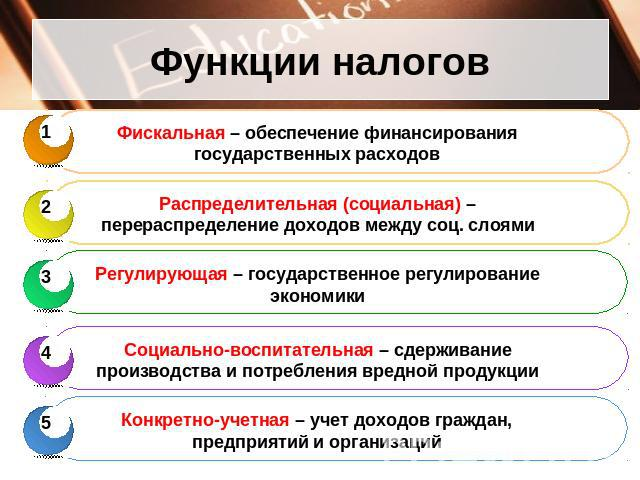 Education
Функции налогов
1
Фискальная – обеспечение финансирования
государственных расходов
2
Распределительная (социальная) –
перераспределение доходов между соц. слоями
3
Регулирующая – государственное регулирование
экономики
4
Социально-воспитательная – сдерживание
производства и потребления вредной продукции
5
Конкретно-учетная – учет доходов граждан,
предприятий и организаций